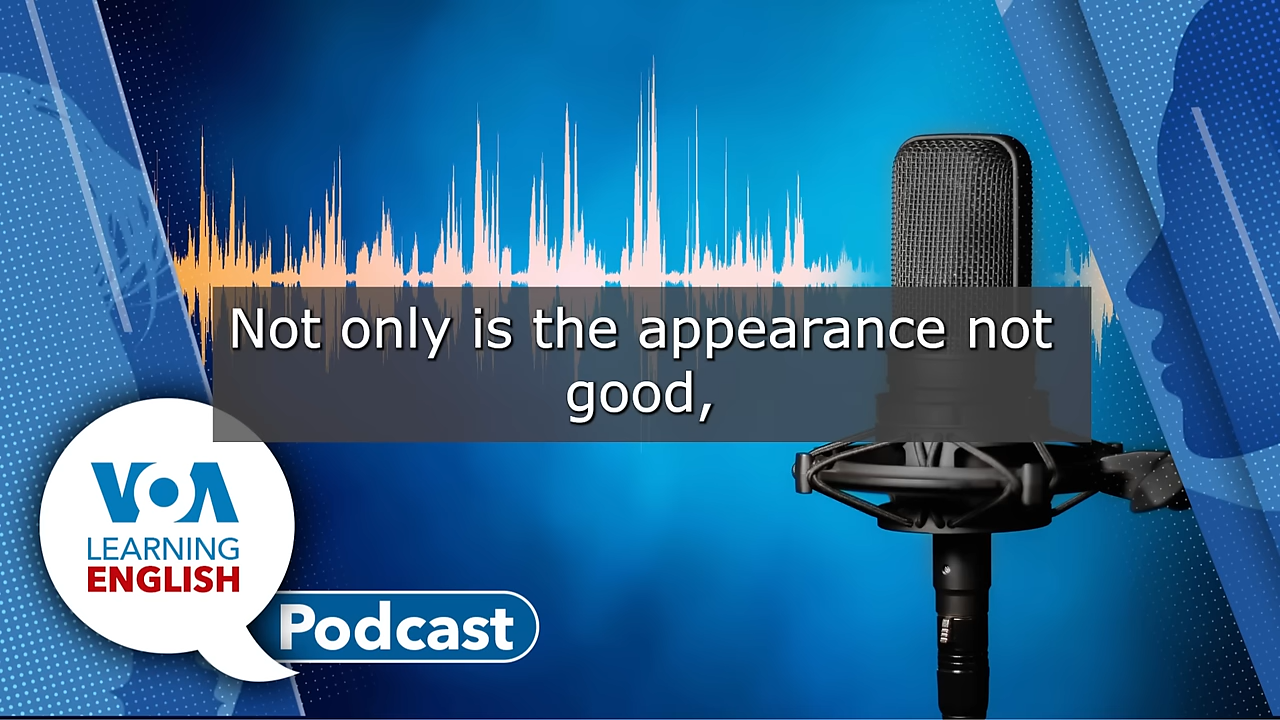 Not only is the appearance not
good,
VOA
LEARNING
ENGLISH
Podcast